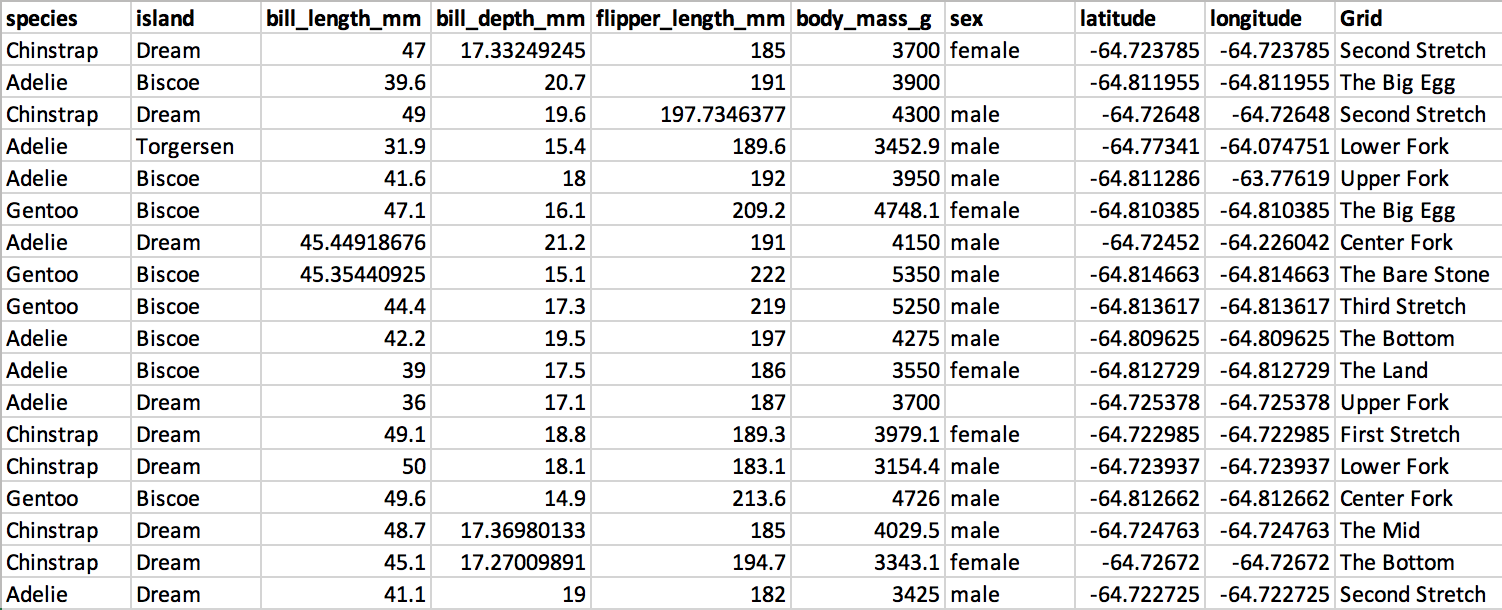 species island bill_length_mm bill_depth_mm flipper_length_mm body_mass_g sex latitude longitude Grid
Chinstrap Dream 47 17.33249245 185 3700 female -64.723785 -64.723785 Second Stretch
Adelie Biscoe 39.6 20.7 191 3900 -64.811955 -64.811955 The Big Egg
Chinstrap Dream 49 19.6 197.7346377 4300 male -64.72648 -64.72648 Second Stretch
Adelie Torgersen 31.9 15.4 189.6 3452.9 male -64.77341 -64.074751 Lower Fork
Adelie Biscoe 41.6 18 192 3950 male -64.811286 -63.77619 Upper Fork
Gentoo Biscoe 47.1 16.1 209.2 4748.1 female -64.810385 -64.810385 The Big Egg
Adelie Dream 45.44918676 21.2 191 4150 male -64.72452 -64.226042 Center Fork
Gentoo Biscoe 45.35440925 15.1 222 5350 male -64.814663 -64.814663 The Bare Stone
Gentoo Biscoe 44.4 17.3 219 5250 male -64.813617 -64.813617 Third Stretch
Adelie Biscoe 42.2 19.5 197 4275 male -64.809625 -64.809625 The Bottom
Adelie Biscoe 39 17.5 186 3550 female -64.812729 -64.812729 The Land
Adelie Dream 36 17.1 187 3700 -64.725378 -64.725378 Upper Fork
Chinstrap Dream 49.1 18.8 189.3 3979.1 female -64.722985 -64.722985 First Stretch
Chinstrap Dream 50 18.1 183.1 3154.4 male -64.723937 -64.723937 Lower Fork
Gentoo Biscoe 49.6 14.9 213.6 4726 male -64.812662 -64.812662 Center Fork
Chinstrap Dream 48.7 17.36980133 185 4029.5 male -64.724763 -64.724763 The Mid
Chinstrap Dream 45.1 17.27009891 194.7 3343.1 female -64.72672 -64.72672 The Bottom
Adelie Dream 41.1 19 182 3425 male -64.722725 -64.722725 Second Stretch